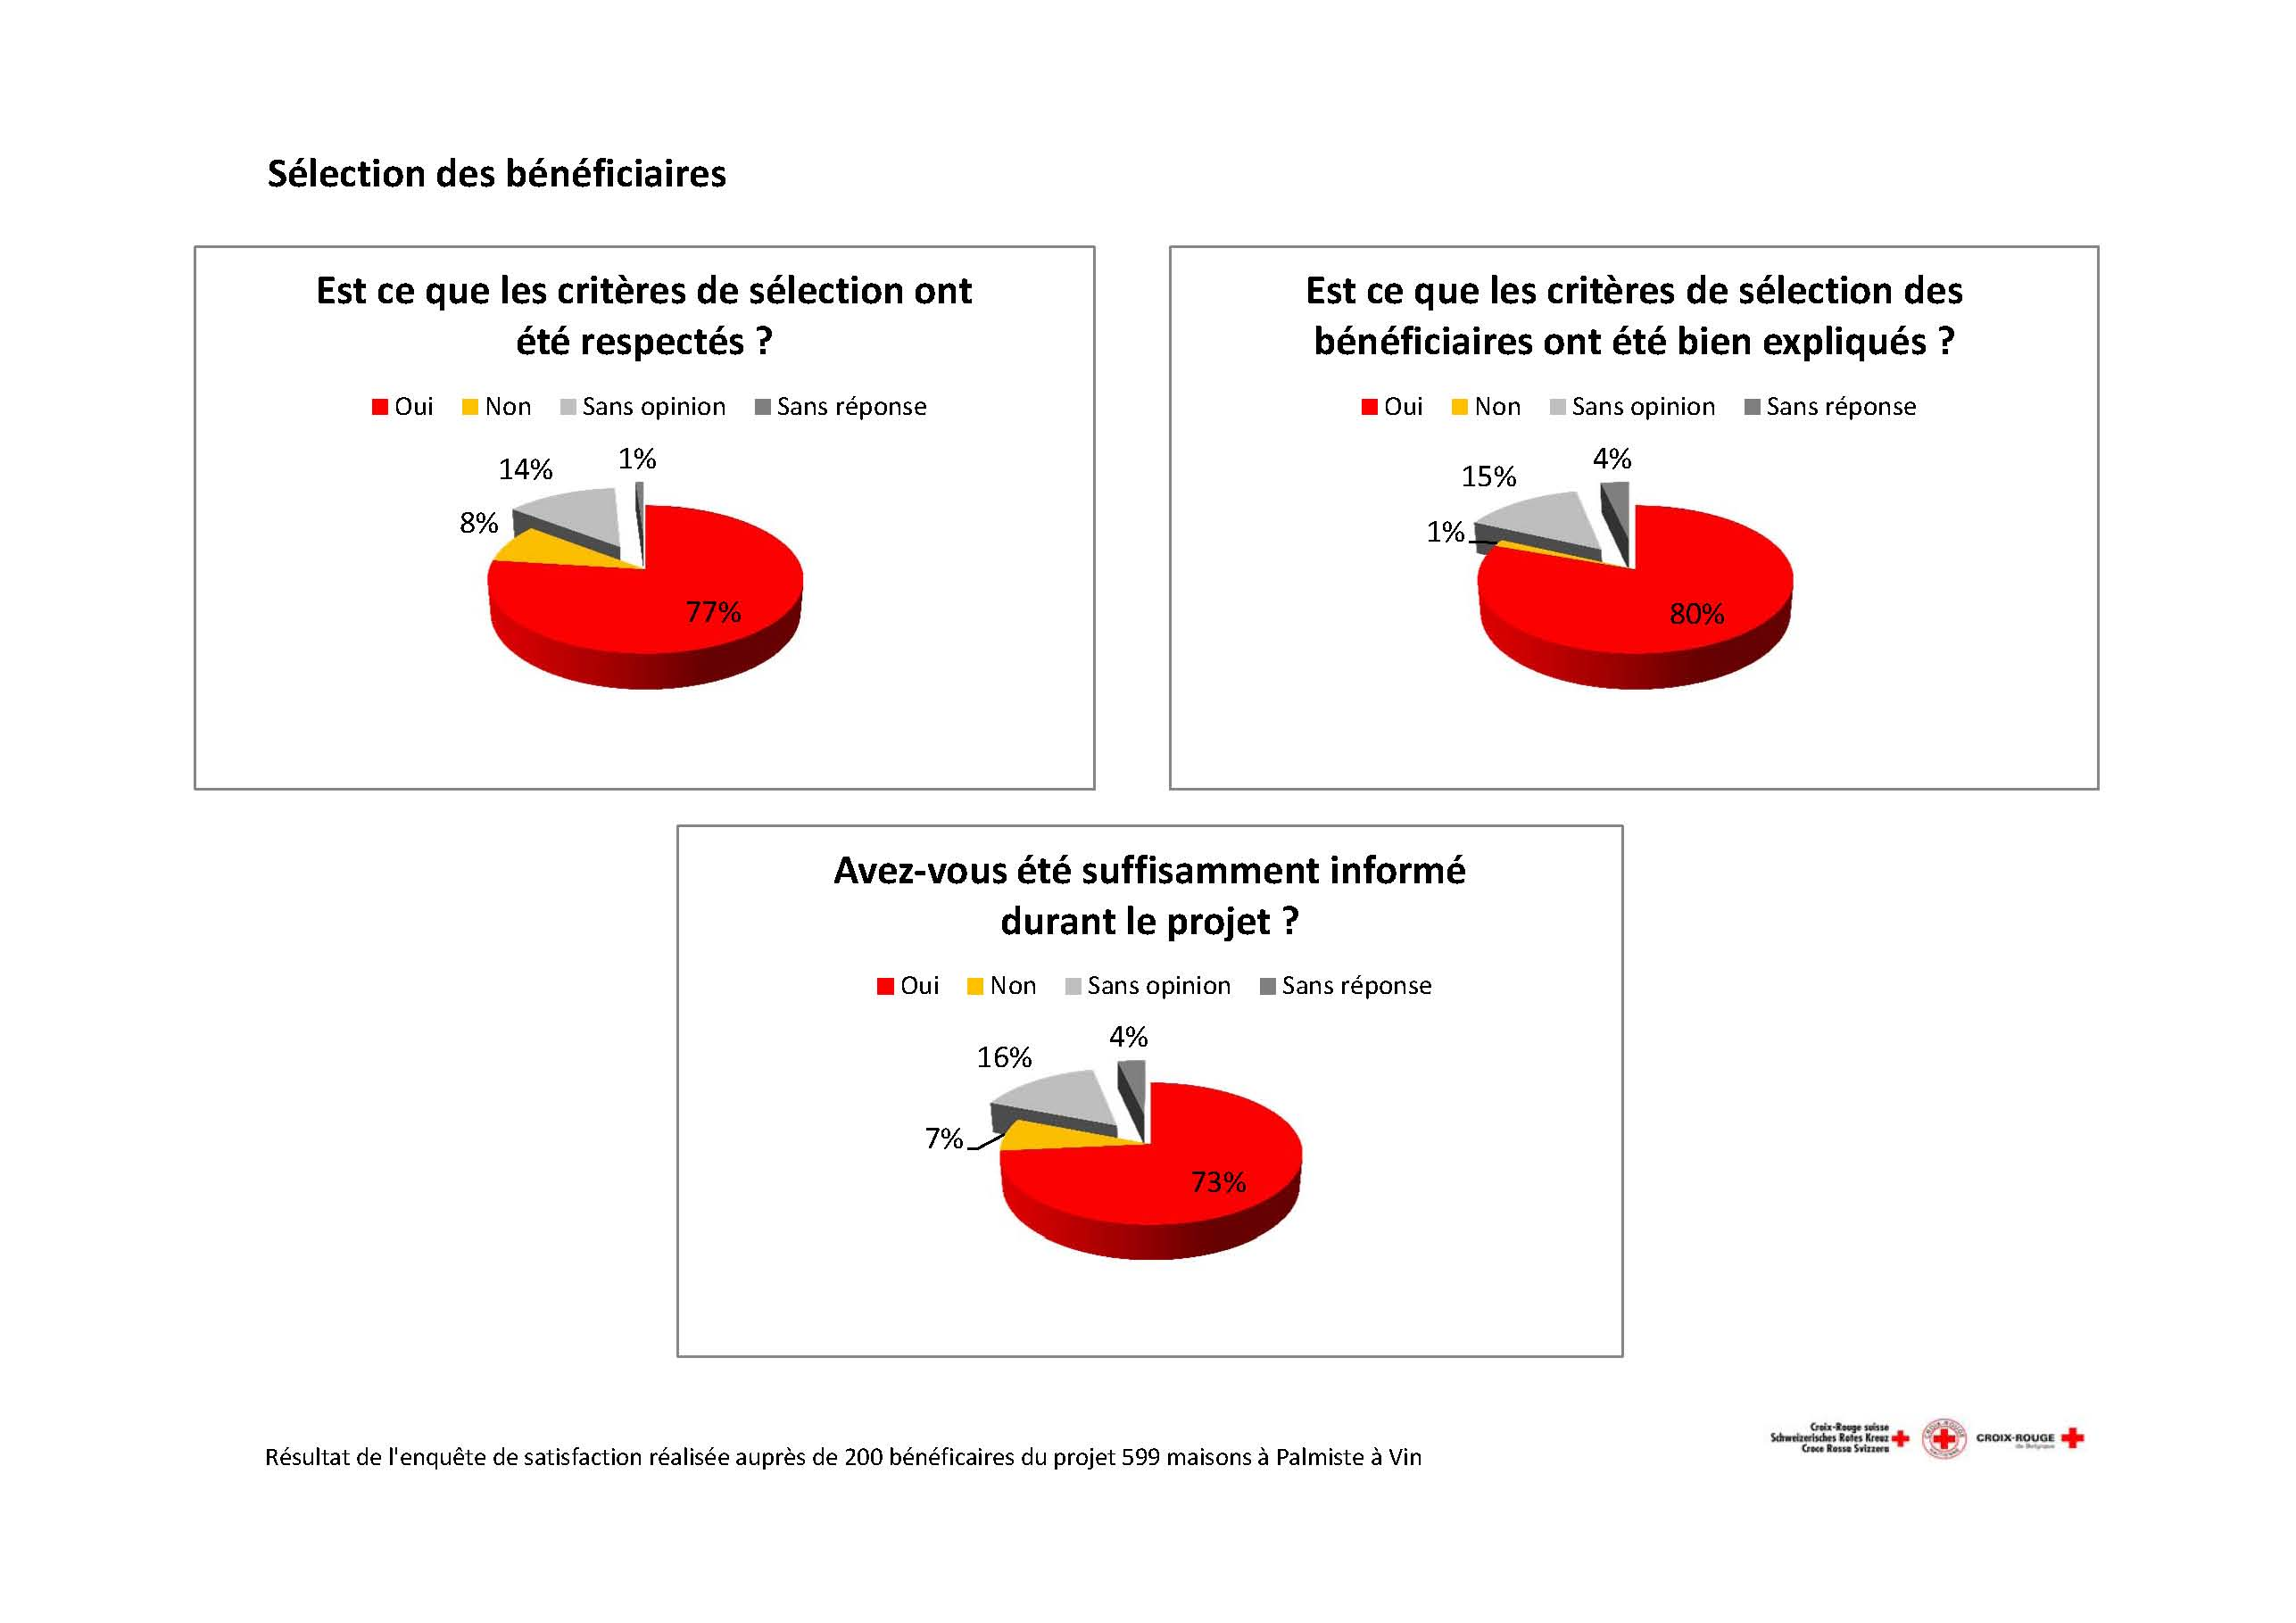 Sélection des bénéficiaires
Est ce que les critères de sélection ont
été respectés ?
Oui Non Sans opinion Sans réponse
1%
14%
8%
77%
Est ce que les critères de sélection des
bénéficiaires ont été bien expliqués ?
Oui Non Sans opinion Sans réponse
4%
15%
1%
80%
Avez-vous été suffisamment informé
durant le projet ?
Oui Non Sans opinion Sans réponse
4%
16%
7%
73%
Résultat de l'enquête de satisfaction réalisée auprès de 200 bénéficaires du projet 599 maisons à Palmiste à Vin
Croix-Rouge suisse
Schweizerisches Rotes Kreuz
Croce Rossa Svizzera
CROIX-ROUGE
de Belgique